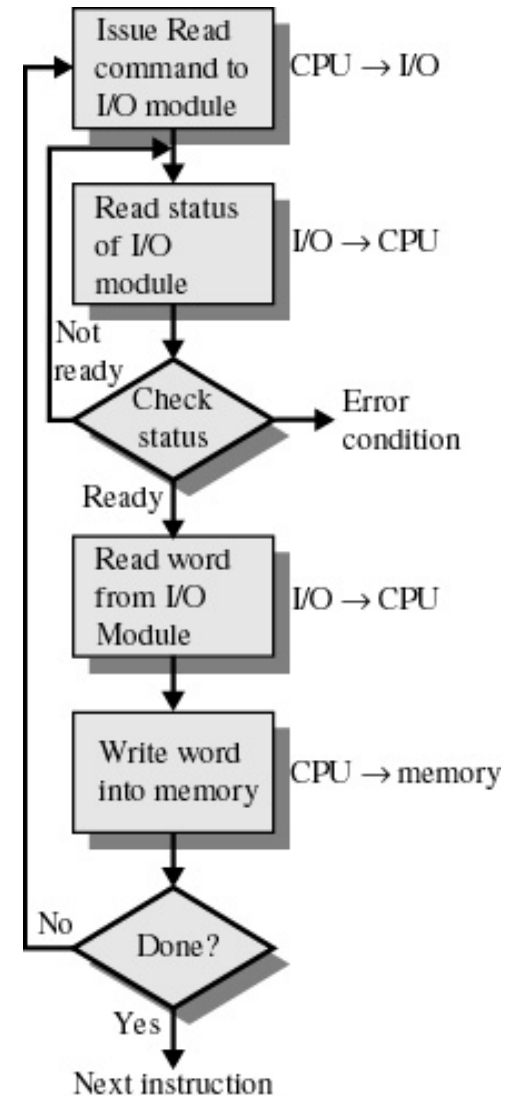 Issue Read
command to
I/O module
CPU → I/O
Read status
of I/O
module
I/O → CPU
Not
ready
Check
status
Error
condition
Ready
Read word
from I/O
Module
I/O → CPU
Write word
into memory
CPU → memory
No
Done?
Yes
Next instruction